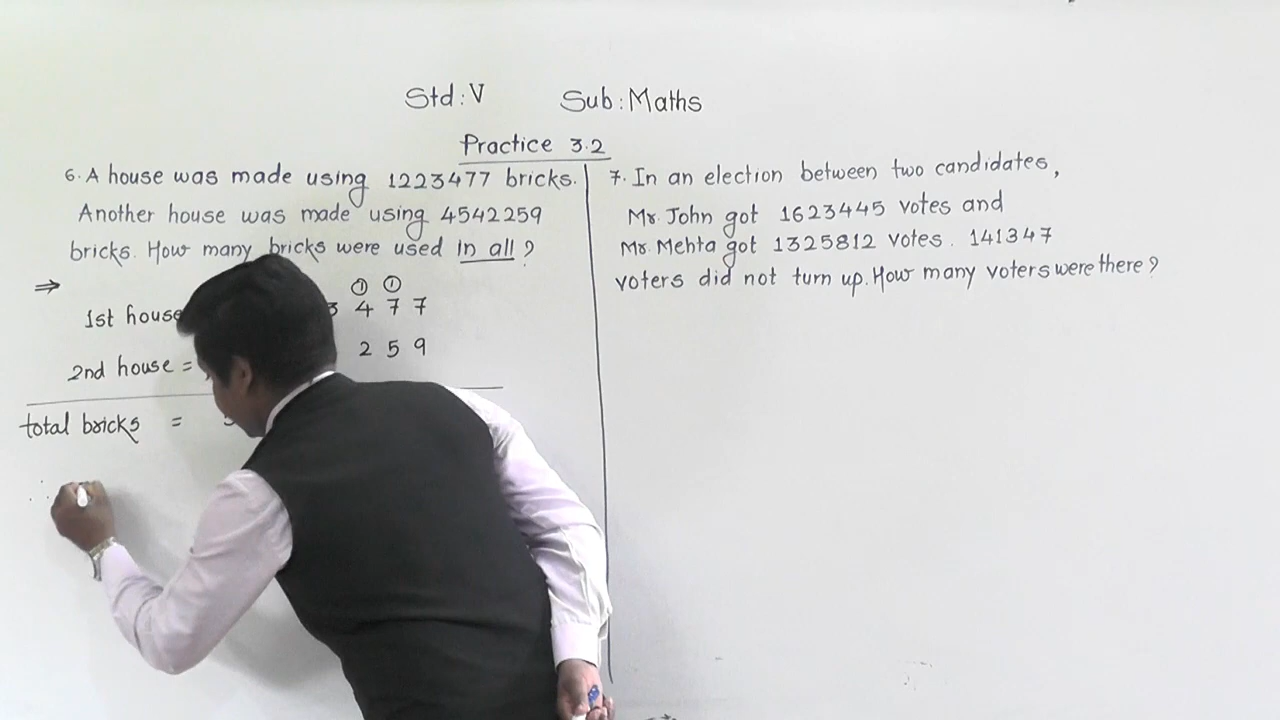 Std : V Sub : Maths
Practice 3.2
6. A house was made using 1223477 bricks.
Another house was made using 4542259
bricks. How many bricks were used in all ?
⇒
1 1
1st house 3 4 7 7
2nd house = 2 5 9
total bricks = 5
∴
7. In an election between two candidates,
Mr. John got 1623445 votes and
Mr. Mehta got 1325812 votes. 141347
voters did not turn up. How many voters were there ?